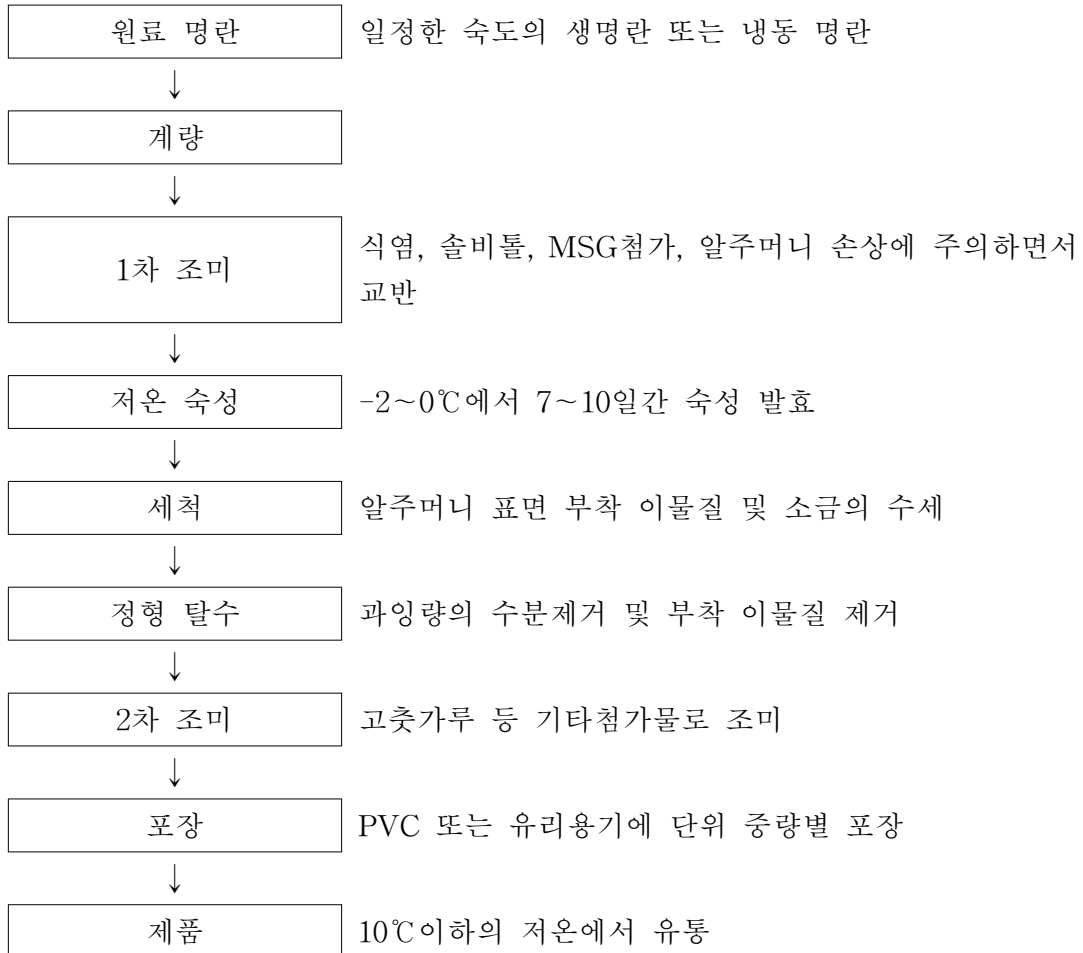 원료 명란 일정한 숙도의 생명란 또는 냉동 명란
↓
계량
↓
식염, 솔비톨, MSG첨가, 알주머니 손상에 주의하면서
1차 조미
교반
↓
저온 숙성 -2~0℃에서 7~10일간 숙성 발효
↓
세척 알주머니 표면 부착 이물질 및 소금의 수세
↓
정형 탈수 과잉량의 수분제거 및 부착 이물질 제거
↓
2차 조미 고춧가루 등 기타첨가물로 조미
↓
포장 PVC 또는 유리용기에 단위 중량별 포장
↓
제품 10℃이하의 저온에서 유통